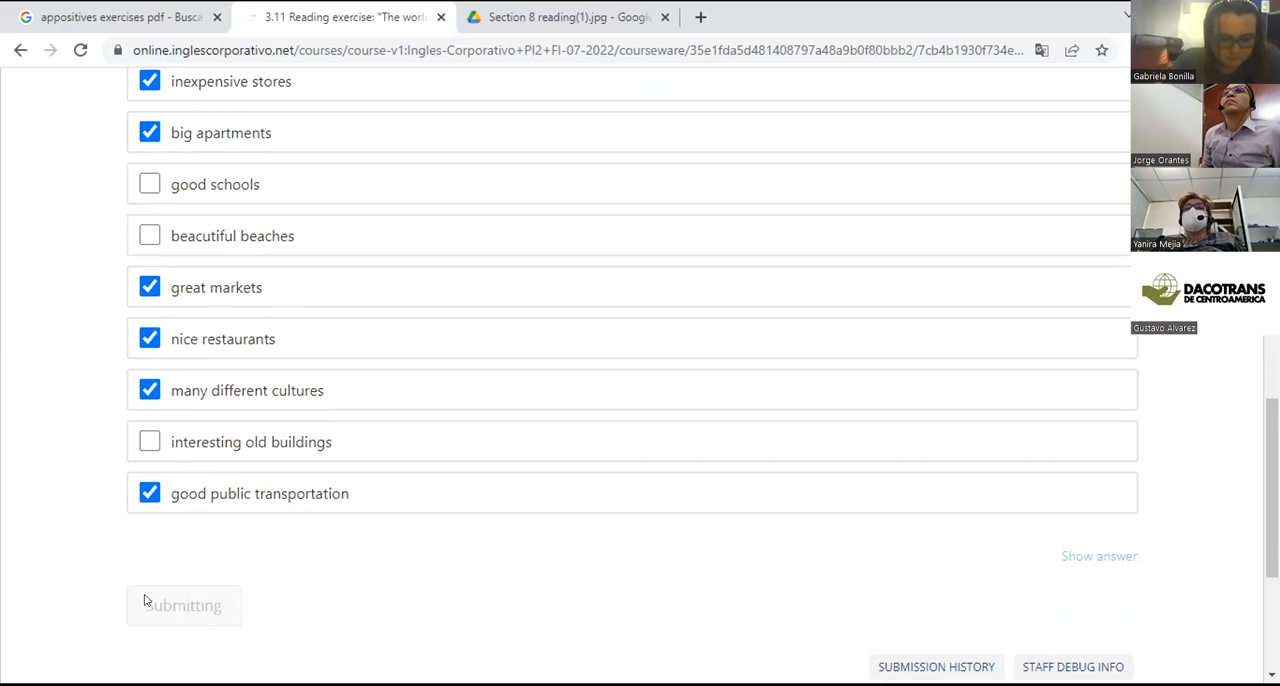 appositives exercises pdf - Busca
3.11 Reading exercise: "The worl
Section 8 reading(1).jpg - Google
online.inglescorporativo.net/courses/course-v1:Ingles-Corporativo+PI2+FI-07-2022/courseware/35e1fda5d481408797a48a9b0f80bbb2/7cb4b1930f734e...
inexpensive stores
big apartments
good schools
beacutiful beaches
great markets
nice restaurants
many different cultures
interesting old buildings
good public transportation
Show answer
Submitting
SUBMISSION HISTORY
STAFF DEBUG INFO
Gabriela Bonilla
Jorge Orantes
Yanira Mejia
DACOTRANS
DE CENTROAMERICA
Gustavo Alvarez